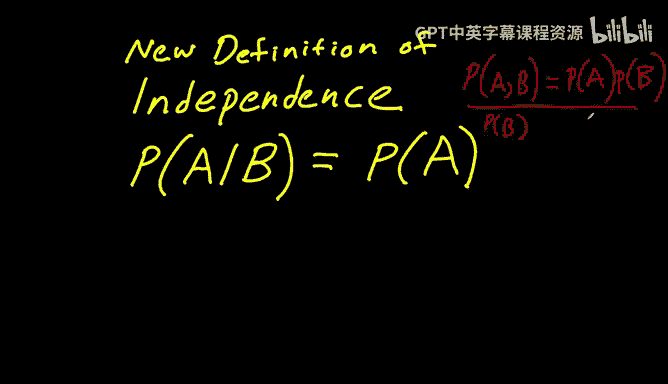 GPT中英字幕课程资源 bilibili
New Definition of
Independence
P(A,B) = P(A)P(B)
P(B)
P(A/B) = P(A)